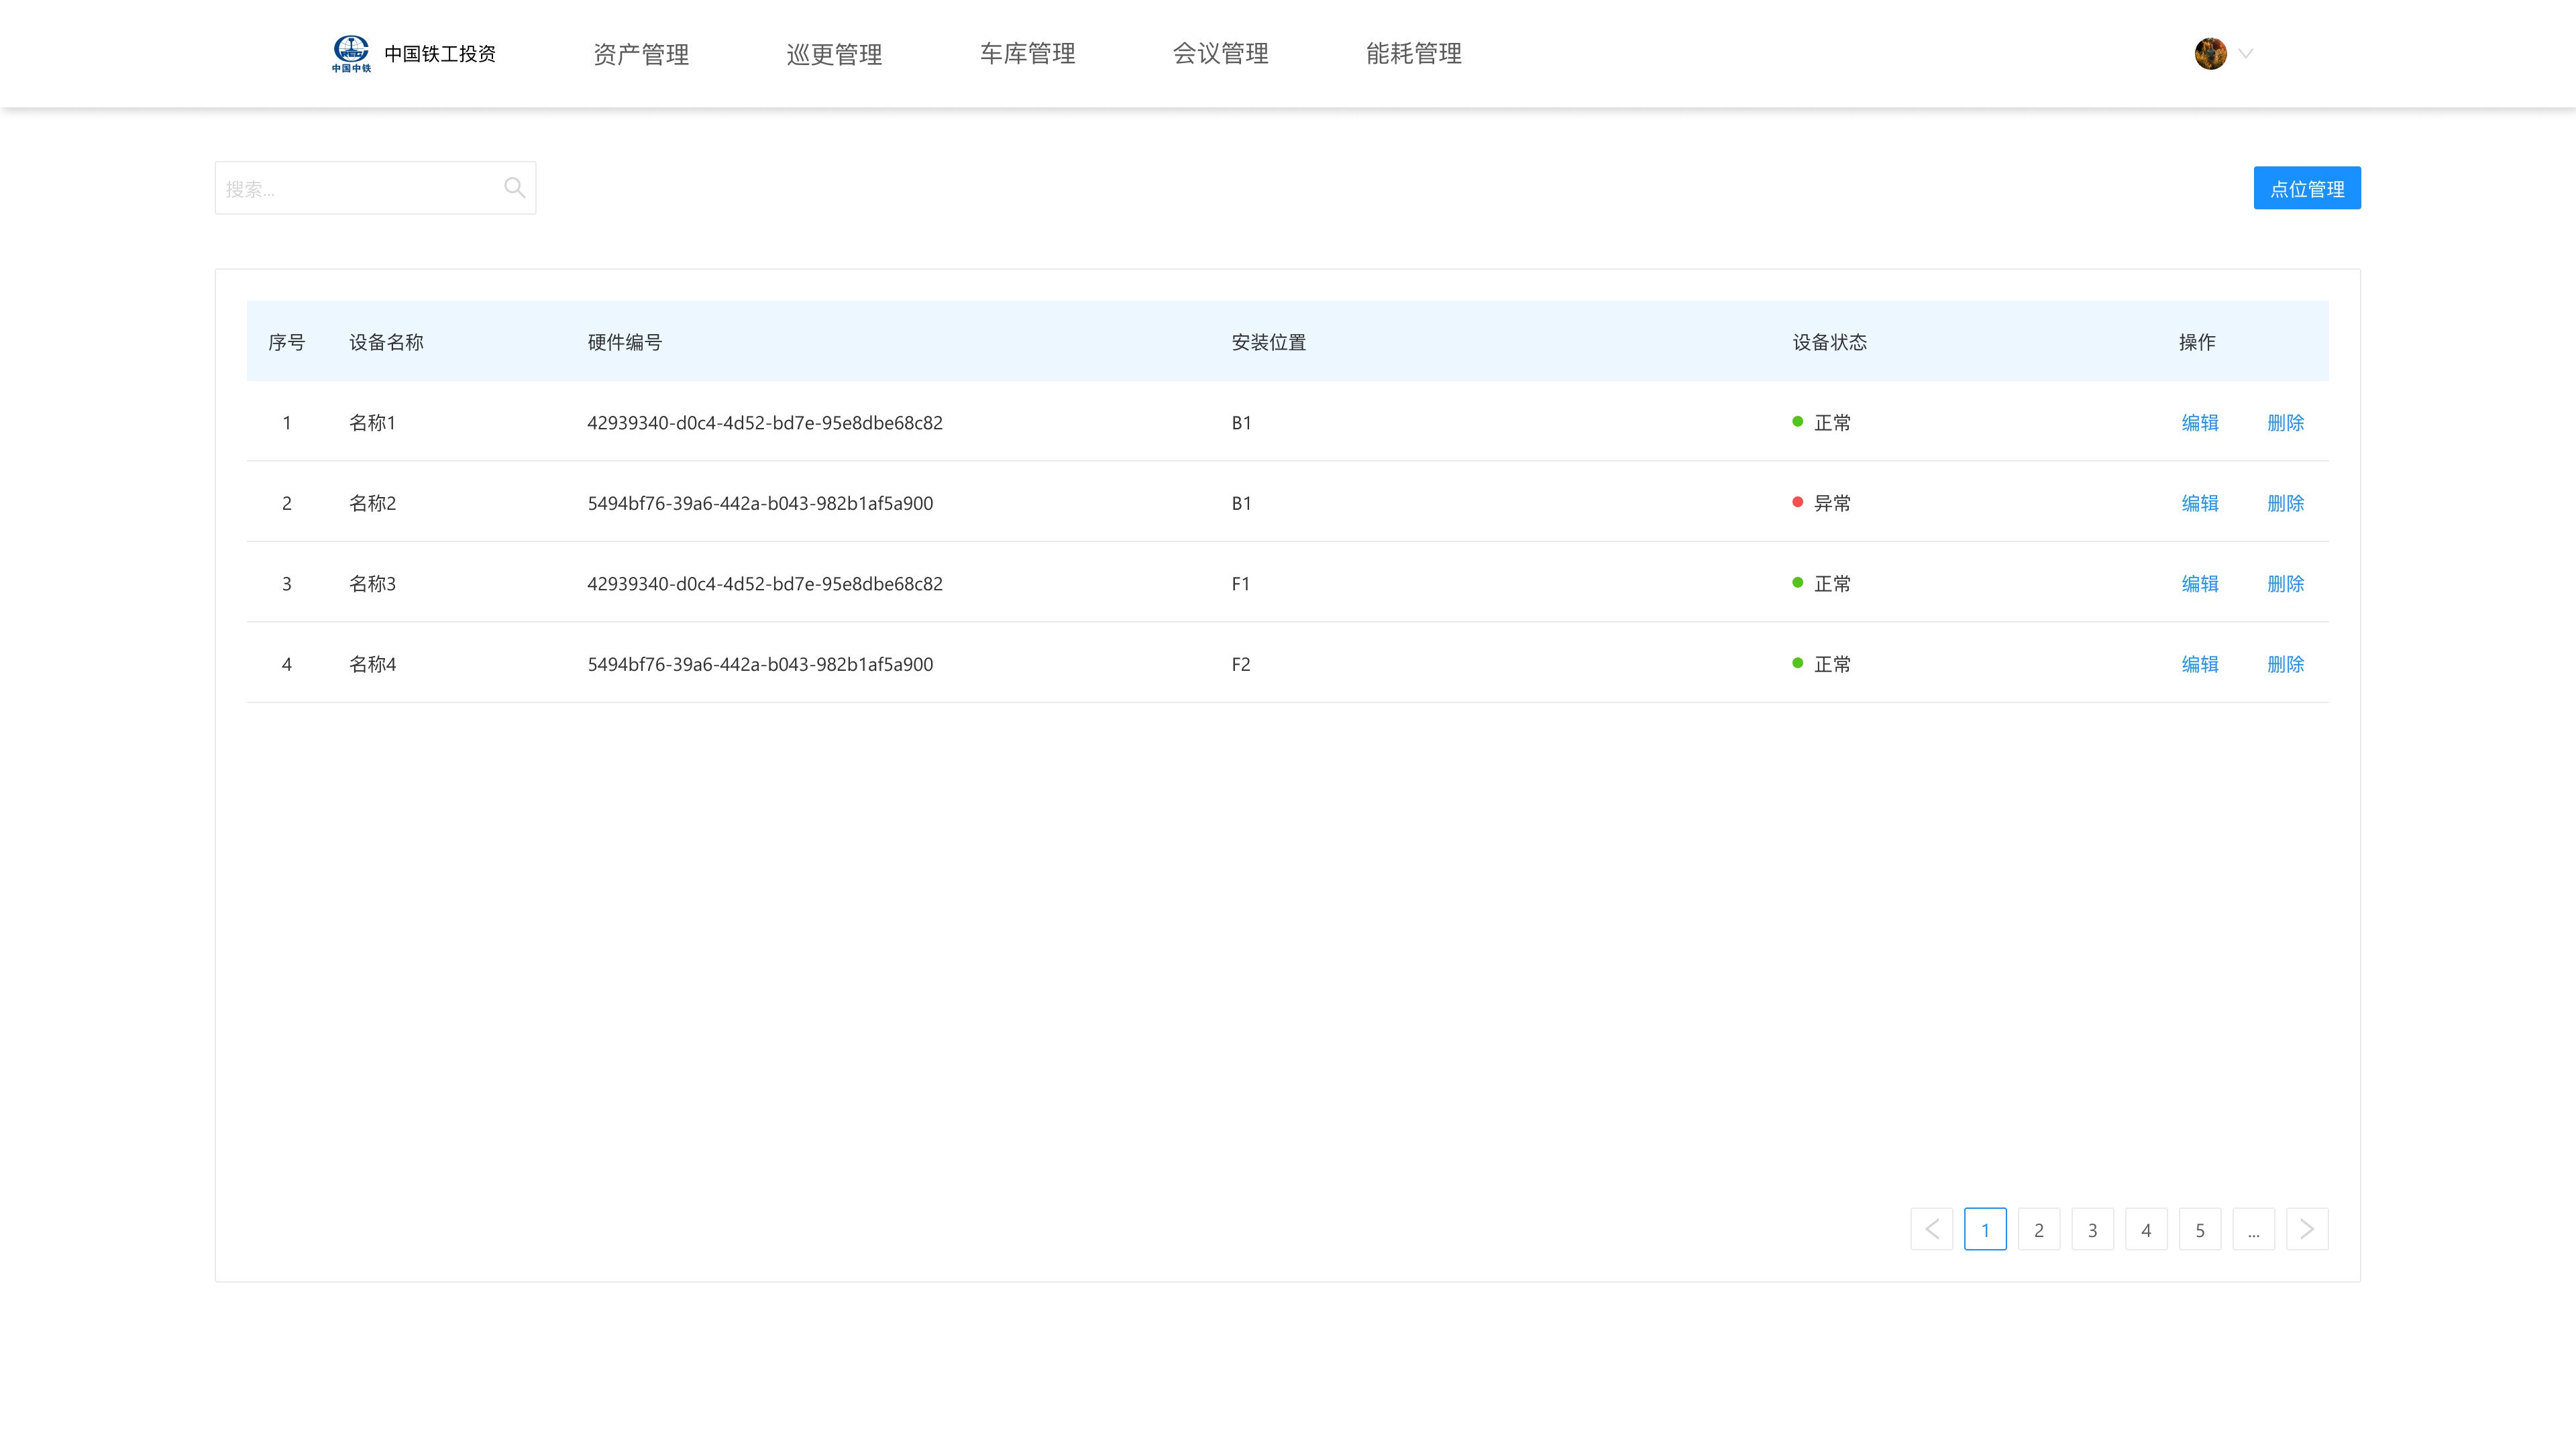 中国中铁 中国铁工投资 资产管理 巡更管理 车库管理 会议管理 能耗管理
搜索... 点位管理
序号 设备名称 硬件编号 安装位置 设备状态 操作
1 名称1 42939340-d0c4-4d52-bd7e-95e8dbe68c82 B1 正常 编辑 删除
2 名称2 5494bf76-39a6-442a-b043-982b1af5a900 B1 异常 编辑 删除
3 名称3 42939340-d0c4-4d52-bd7e-95e8dbe68c82 F1 正常 编辑 删除
4 名称4 5494bf76-39a6-442a-b043-982b1af5a900 F2 正常 编辑 删除
1 2 3 4 5 ...